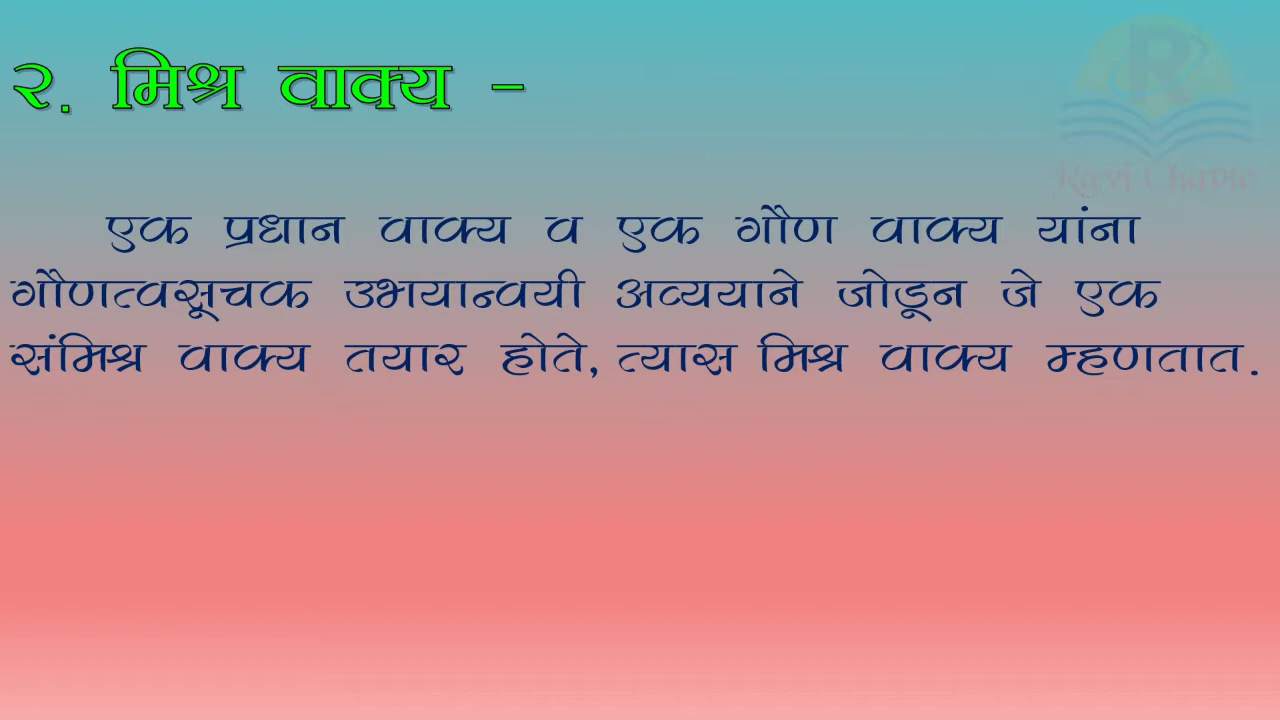 २. मिश्र वाक्य -
एक प्रधान वाक्य व एक गौण वाक्य यांना
गौणत्वसूचक उभयान्वयी अव्ययाने जोडून जे एक
संमिश्र वाक्य तयार होते, त्यास मिश्र वाक्य म्हणतात.